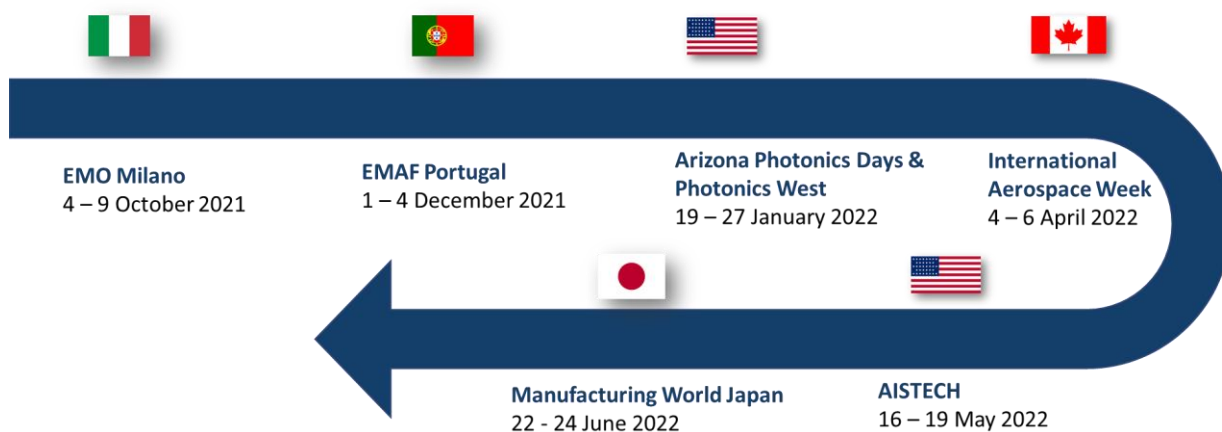 EMO Milano
4 – 9 October 2021
EMAF Portugal
1 – 4 December 2021
Arizona Photonics Days &
Photonics West
19 – 27 January 2022
International
Aerospace Week
4 – 6 April 2022
AISTECH
16 – 19 May 2022
Manufacturing World Japan
22 - 24 June 2022